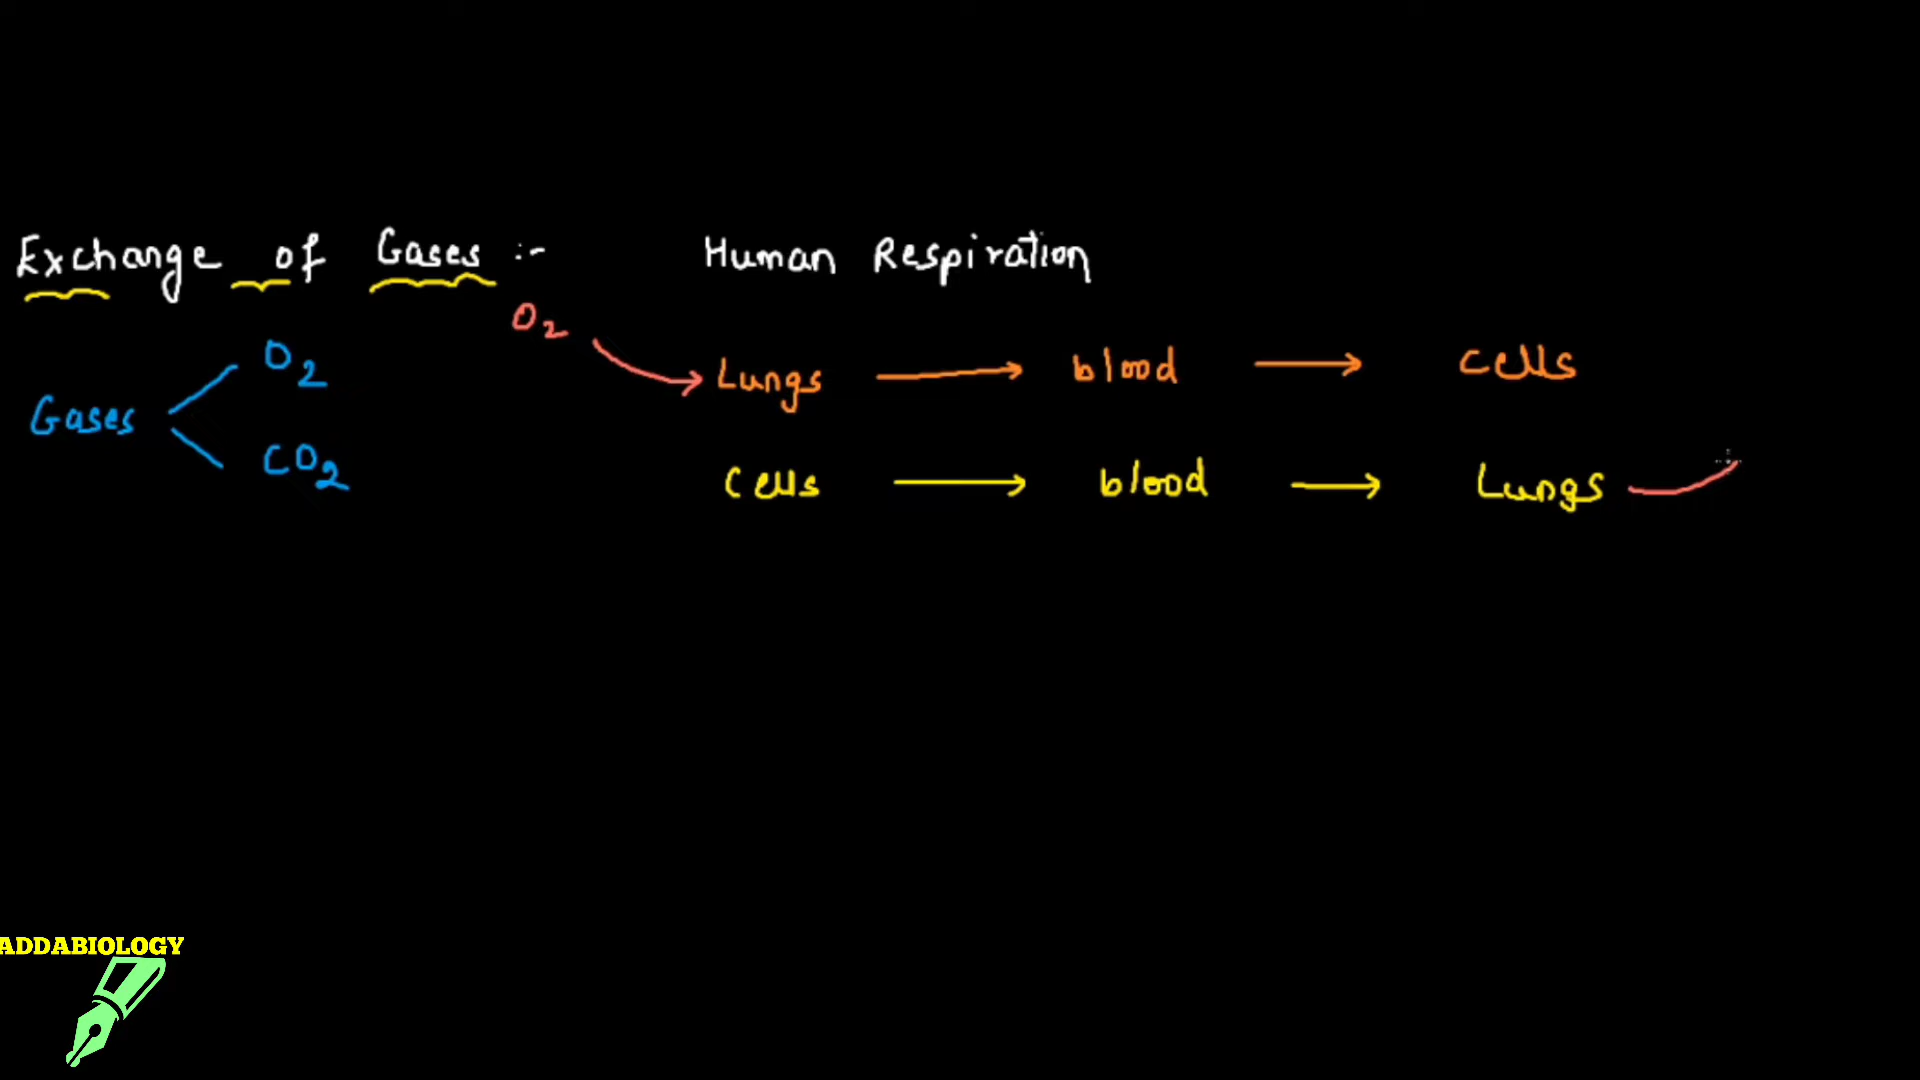 Exchange of Gases :- Human Respiration
O2
Gases O2 CO2
Lungs → blood → cells
Cells → blood → Lungs
ADDABIOLOGY